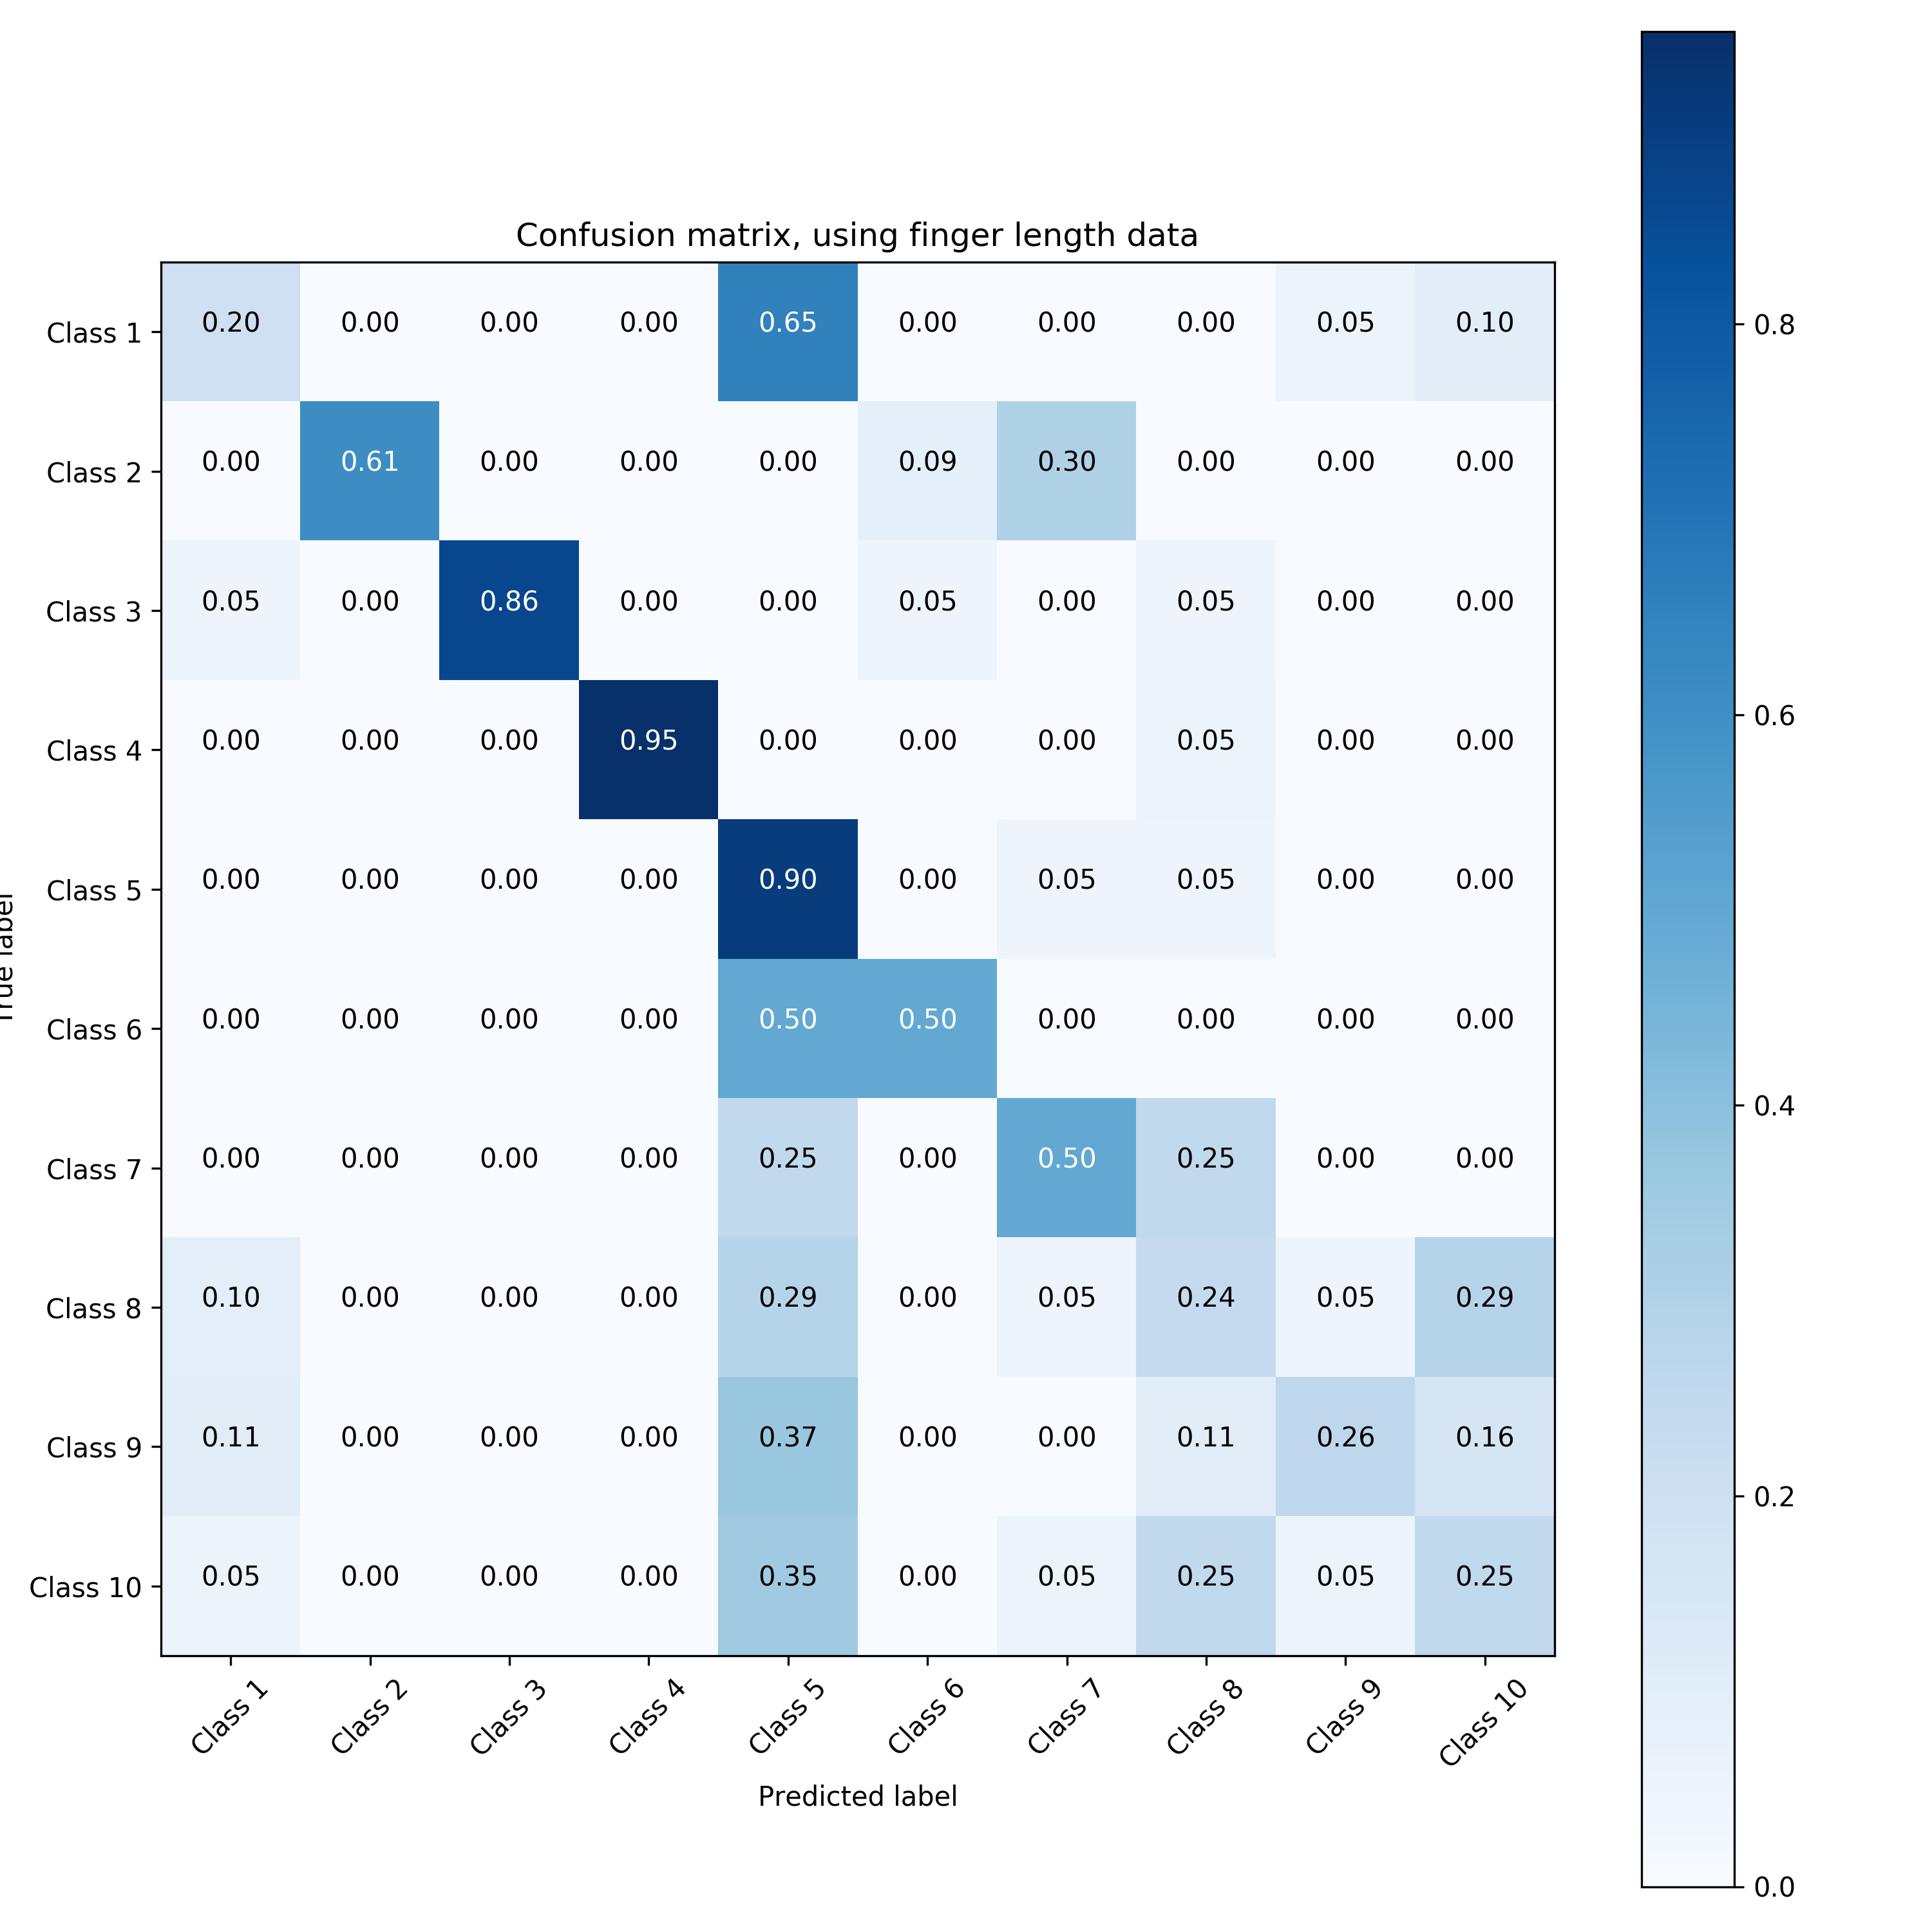 Confusion matrix, using finger length data
Class 1 0.20 0.00 0.00 0.00 0.65 0.00 0.00 0.00 0.05 0.10
Class 2 0.00 0.61 0.00 0.00 0.00 0.09 0.30 0.00 0.00 0.00
Class 3 0.05 0.00 0.86 0.00 0.00 0.05 0.00 0.05 0.00 0.00
Class 4 0.00 0.00 0.00 0.95 0.00 0.00 0.00 0.05 0.00 0.00
Class 5 0.00 0.00 0.00 0.00 0.90 0.00 0.05 0.05 0.00 0.00
Class 6 0.00 0.00 0.00 0.00 0.50 0.50 0.00 0.00 0.00 0.00
Class 7 0.00 0.00 0.00 0.00 0.25 0.00 0.50 0.25 0.00 0.00
Class 8 0.10 0.00 0.00 0.00 0.29 0.00 0.05 0.24 0.05 0.29
Class 9 0.11 0.00 0.00 0.00 0.37 0.00 0.00 0.11 0.26 0.16
Class 10 0.05 0.00 0.00 0.00 0.35 0.00 0.05 0.25 0.05 0.25
Class 1 Class 2 Class 3 Class 4 Class 5 Class 6 Class 7 Class 8 Class 9 Class 10
Predicted label
True label
0.8
0.6
0.4
0.2
0.0